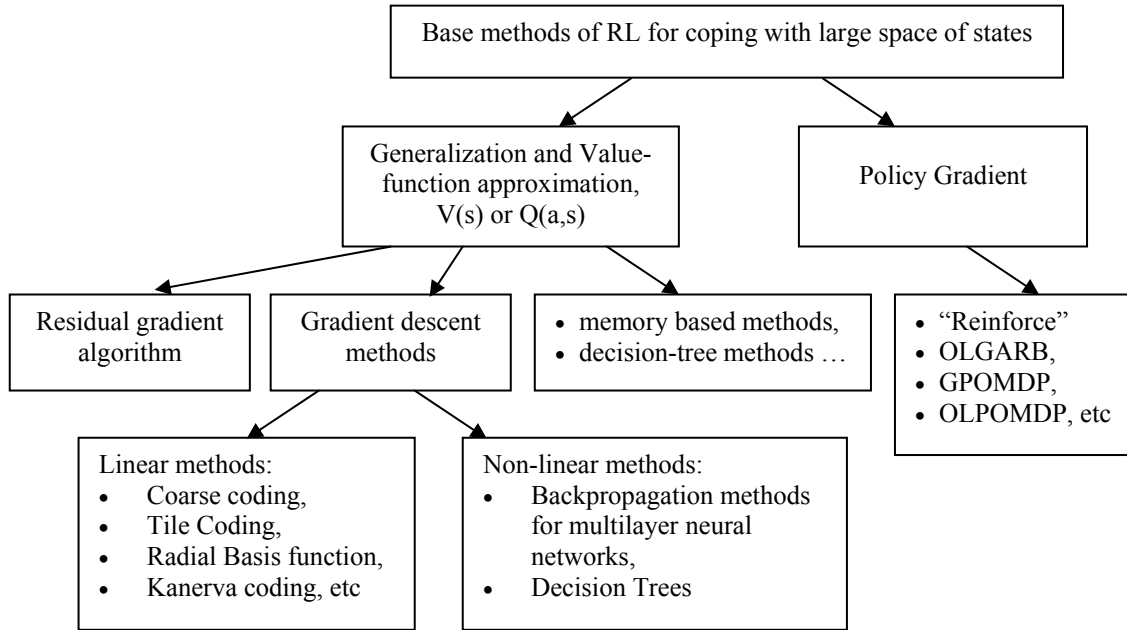 Base methods of RL for coping with large space of states
Generalization and Value-
function approximation,
V(s) or Q(a,s)
Policy Gradient
Residual gradient
algorithm
Gradient descent
methods
• memory based methods,
• decision-tree methods …
• “Reinforce”
• OLGARB,
• GPOMDP,
• OLPOMDP, etc
Linear methods:
• Coarse coding,
• Tile Coding,
• Radial Basis function,
• Kanerva coding, etc
Non-linear methods:
• Backpropagation methods
for multilayer neural
networks,
• Decision Trees